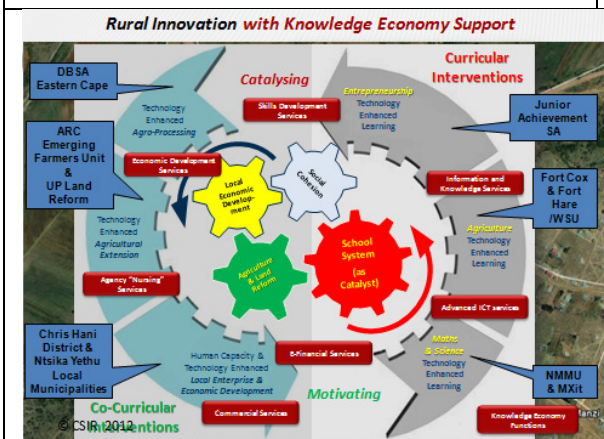 Rural Innovation with Knowledge Economy Support
DBSA
Eastern Cape
Catalysing
Curricular
Interventions
Technology
Enhanced
Agro-Processing
Skills Development
Services
Entrepreneurship
Technology
Enhanced
Learning
Junior
Achievement
SA
ARC
Emerging
Farmers Unit
&
UP Land
Reform
Economic Development
Services
Local
Economic
Develop-
ment
Social
Cohesion
Information and
Knowledge Services
Fort Cox & Fort
Hare
/WSU
Technology
Enhanced
Agricultural
Extension
Agriculture
& Land
Reform
School
System
(as
Catalyst)
Agriculture
Technology
Enhanced
Learning
Agency "Nursing"
Services
Advanced ICT services
Chris Hani
District &
Ntsika Yethu
Local
Municipalities
Human Capacity &
Technology Enhanced
Local Enterprise &
Economic Development
E-Financial Services
Maths
& Science
Technology
Enhanced
Learning
NMMU
& MXit
Motivating
Co-Curricular
Interventions
Commercial Services
Knowledge Economy
Functions
© CSIR 2012